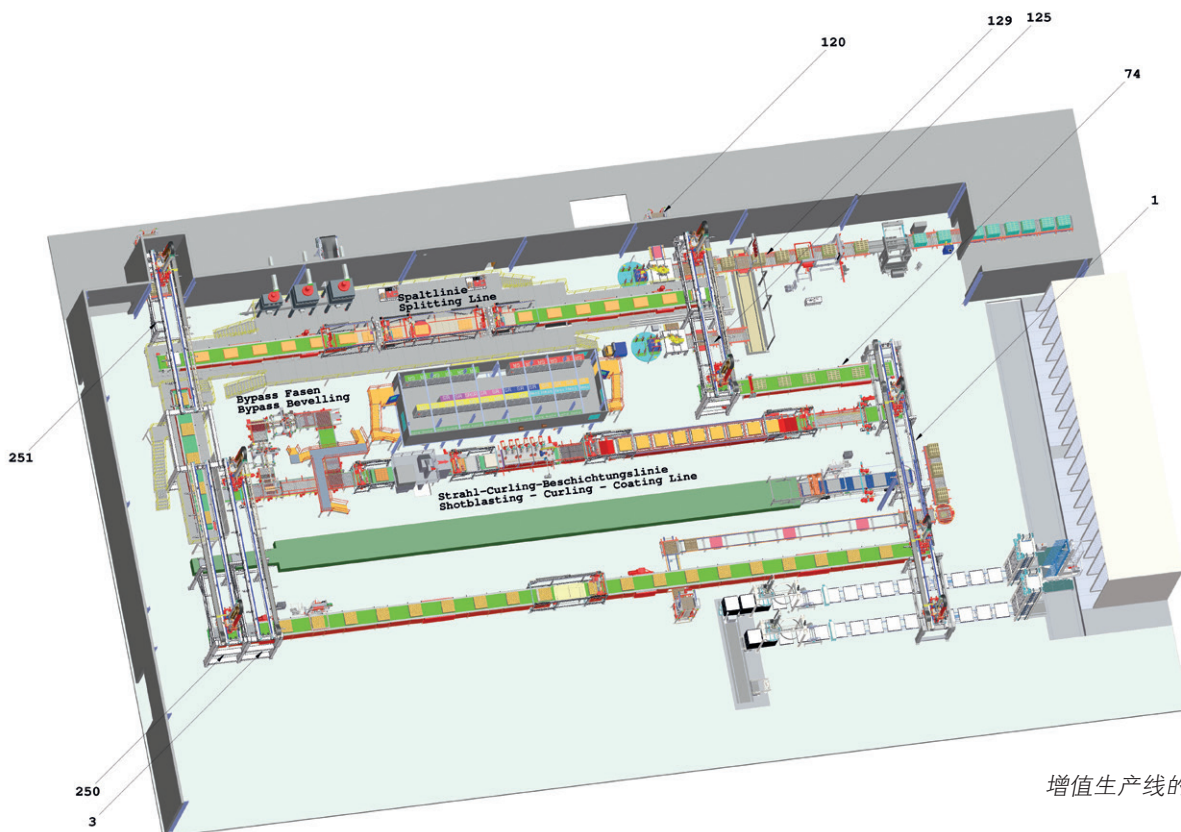 129
125
120
74
1
Spaltlinie
Splitting Line
Bypass Fasen
Bypass Bevelling
251
Strahl-Curling-Beschichtungslinie
Shotblasting - Curling - Coating Line
250
增值生产线的
3